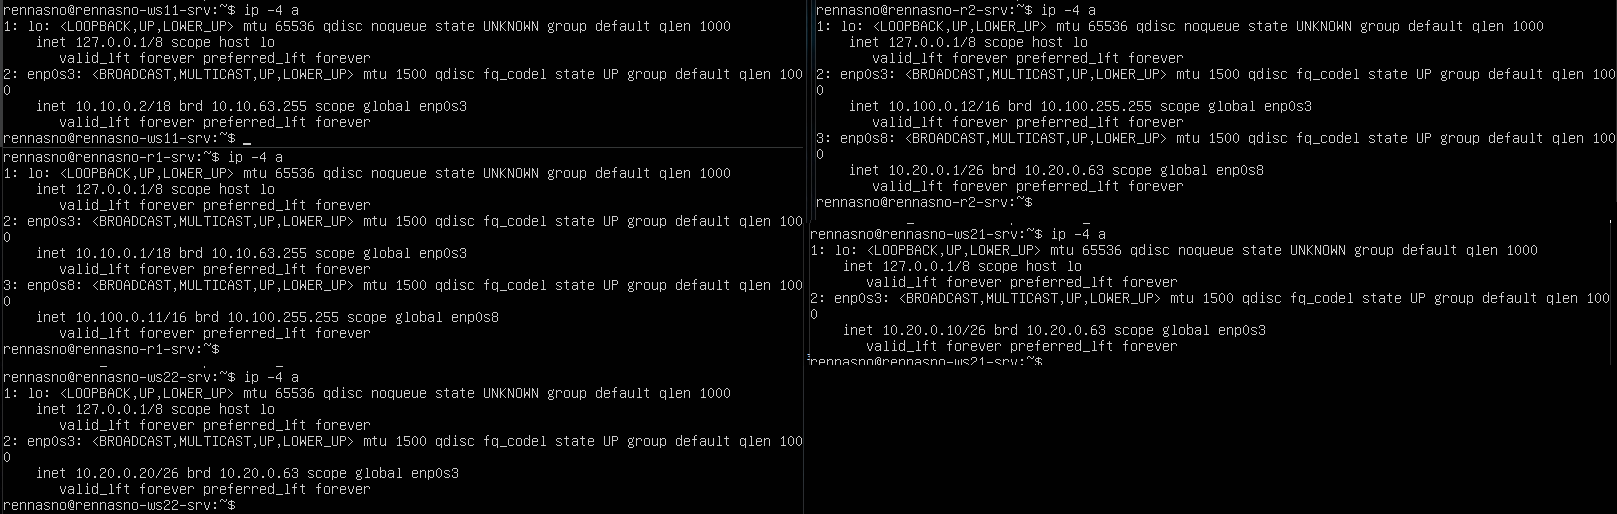 rennasno@rennasno-ws11-srv:~$ ip -4 a
1: lo: <LOOPBACK,UP,LOWER_UP> mtu 65536 qdisc noqueue state UNKNOWN group default qlen 1000
    inet 127.0.0.1/8 scope host lo
       valid_lft forever preferred_lft forever
2: enp0s3: <BROADCAST,MULTICAST,UP,LOWER_UP> mtu 1500 qdisc fq_codel state UP group default qlen 100
0
    inet 10.10.0.2/18 brd 10.10.63.255 scope global enp0s3
       valid_lft forever preferred_lft forever
rennasno@rennasno-ws11-srv:~$ _
rennasno@rennasno-r1-srv:~$ ip -4 a
1: lo: <LOOPBACK,UP,LOWER_UP> mtu 65536 qdisc noqueue state UNKNOWN group default qlen 1000
    inet 127.0.0.1/8 scope host lo
       valid_lft forever preferred_lft forever
2: enp0s3: <BROADCAST,MULTICAST,UP,LOWER_UP> mtu 1500 qdisc fq_codel state UP group default qlen 100
0
    inet 10.10.0.1/18 brd 10.10.63.255 scope global enp0s3
       valid_lft forever preferred_lft forever
3: enp0s8: <BROADCAST,MULTICAST,UP,LOWER_UP> mtu 1500 qdisc fq_codel state UP group default qlen 100
0
    inet 10.100.0.11/16 brd 10.100.255.255 scope global enp0s8
       valid_lft forever preferred_lft forever
rennasno@rennasno-r1-srv:~$
rennasno@rennasno-ws22-srv:~$ ip -4 a
1: lo: <LOOPBACK,UP,LOWER_UP> mtu 65536 qdisc noqueue state UNKNOWN group default qlen 1000
    inet 127.0.0.1/8 scope host lo
       valid_lft forever preferred_lft forever
2: enp0s3: <BROADCAST,MULTICAST,UP,LOWER_UP> mtu 1500 qdisc fq_codel state UP group default qlen 100
0
    inet 10.20.0.20/26 brd 10.20.0.63 scope global enp0s3
       valid_lft forever preferred_lft forever
rennasno@rennasno-ws22-srv:~$
rennasno@rennasno-r2-srv:~$ ip -4 a
1: lo: <LOOPBACK,UP,LOWER_UP> mtu 65536 qdisc noqueue state UNKNOWN group default qlen 1000
    inet 127.0.0.1/8 scope host lo
       valid_lft forever preferred_lft forever
2: enp0s3: <BROADCAST,MULTICAST,UP,LOWER_UP> mtu 1500 qdisc fq_codel state UP group default qlen 100
0
    inet 10.100.0.12/16 brd 10.100.255.255 scope global enp0s3
       valid_lft forever preferred_lft forever
3: enp0s8: <BROADCAST,MULTICAST,UP,LOWER_UP> mtu 1500 qdisc fq_codel state UP group default qlen 100
0
    inet 10.20.0.1/26 brd 10.20.0.63 scope global enp0s8
       valid_lft forever preferred_lft forever
rennasno@rennasno-r2-srv:~$
rennasno@rennasno-ws21-srv:~$ ip -4 a
1: lo: <LOOPBACK,UP,LOWER_UP> mtu 65536 qdisc noqueue state UNKNOWN group default qlen 1000
    inet 127.0.0.1/8 scope host lo
       valid_lft forever preferred_lft forever
2: enp0s3: <BROADCAST,MULTICAST,UP,LOWER_UP> mtu 1500 qdisc fq_codel state UP group default qlen 100
0
    inet 10.20.0.10/26 brd 10.20.0.63 scope global enp0s3
       valid_lft forever preferred_lft forever
rennasno@rennasno-ws21-srv:~$